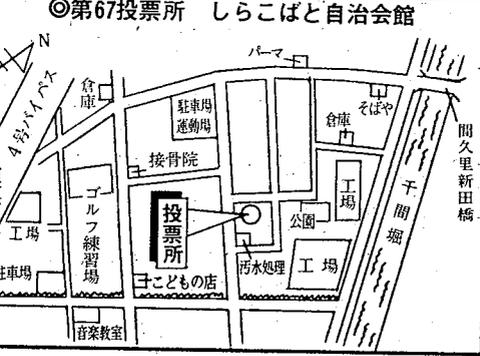 ◎第67投票所 しらこばと自治会館
N
4号バイパス
倉庫
パーマ
そばや
駐車場
運動場
倉庫
間久里新田橋
接骨院
工場
千間堀
ゴルフ練習場
投票所
公園
工場
汚水処理
工場
駐車場
こどもの店
音楽教室